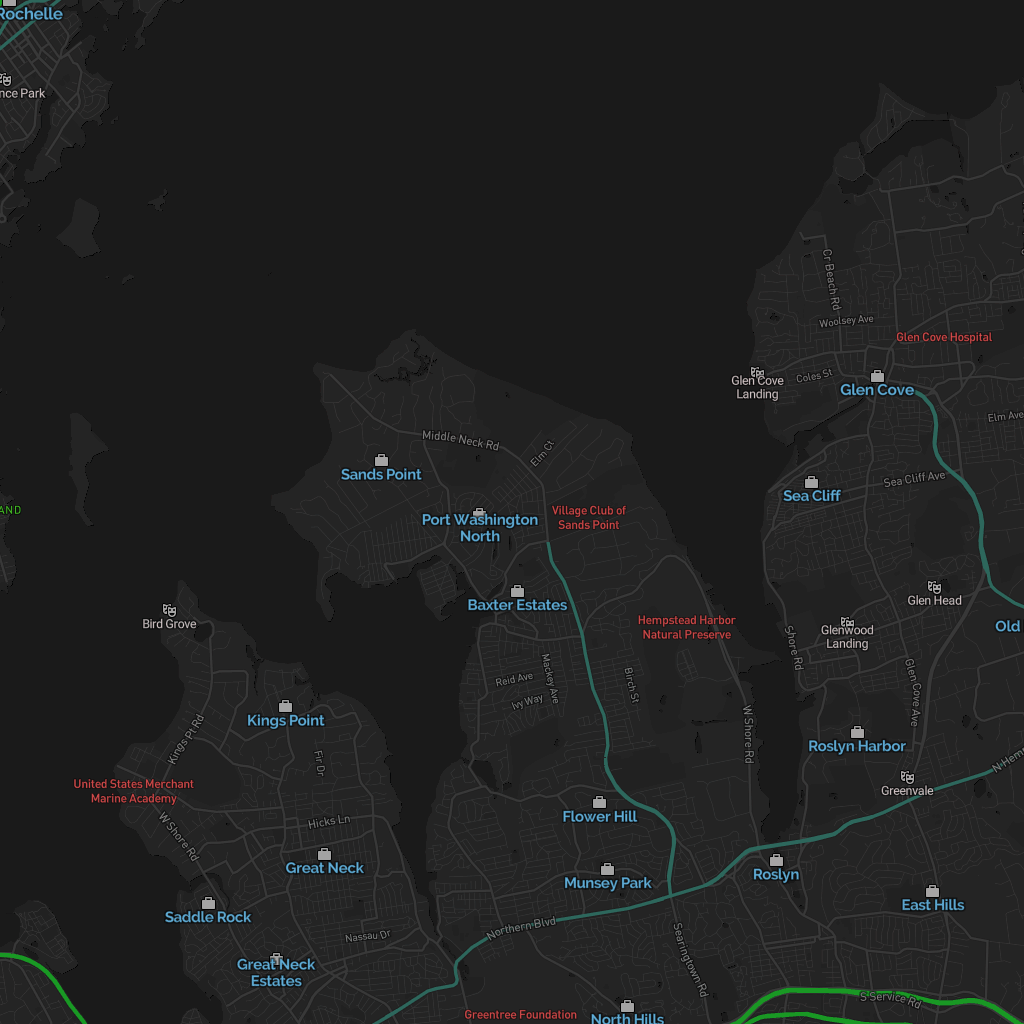 Rochelle
nce Park
Cr Beach Rd
Woolsey Ave
Glen Cove Hospital
Glen Cove
Landing
Coles St
Glen Cove
Elm Ave
Middle Neck Rd
Elm Ct
Sands Point
Sea Cliff Ave
Sea Cliff
AND
Port Washington
North
Village Club of
Sands Point
Bird Grove
Baxter Estates
Glen Head
Hempstead Harbor
Natural Preserve
Glenwood
Landing
Old
Shore Rd
Reid Ave
Mackey Ave
Ivy Way
Birch St
Glen Cove Ave
Kings Point
Kings Pt Rd
W Shore Rd
Roslyn Harbor
Fir Dr
N Hemp
United States Merchant
Marine Academy
Greenvale
W Shore Rd
Hicks Ln
Flower Hill
Great Neck
Munsey Park
Roslyn
Saddle Rock
East Hills
Nassau Dr
Northern Blvd
Searingtown Rd
Great Neck
Estates
S Service Rd
Greentree Foundation
North Hills